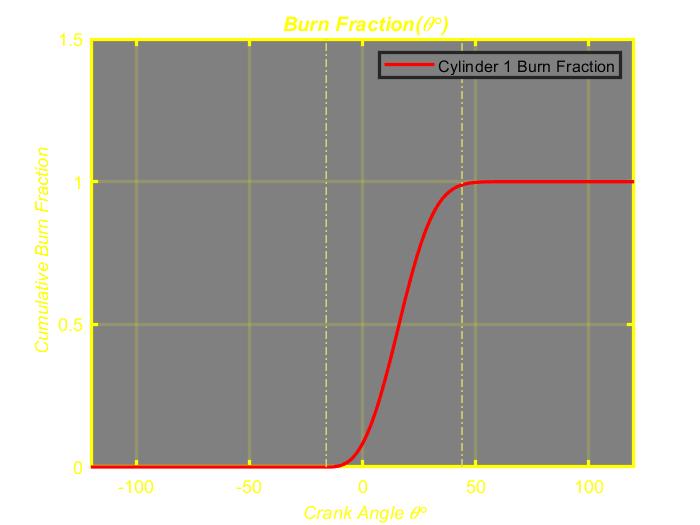 Burn Fraction(θ°)
Cylinder 1 Burn Fraction
Cumulative Burn Fraction
1.5
1
0.5
0
-100 -50 0 50 100
Crank Angle θ°